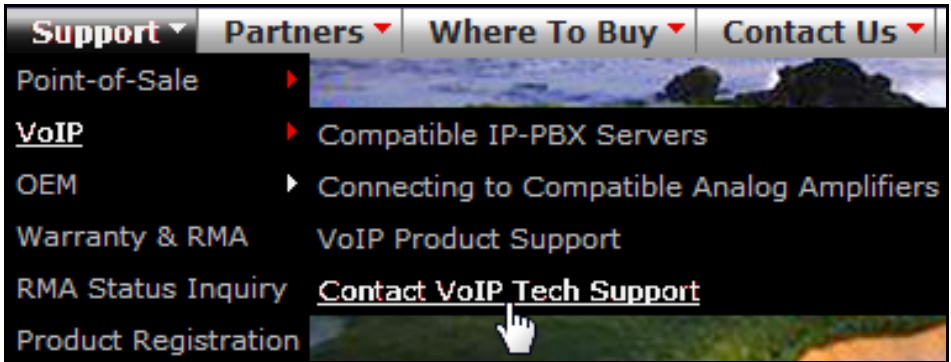 Support Partners Where To Buy Contact Us
Point-of-Sale
VoIP
OEM
Warranty & RMA
RMA Status Inquiry
Product Registration
Compatible IP-PBX Servers
Connecting to Compatible Analog Amplifiers
VoIP Product Support
Contact VoIP Tech Support